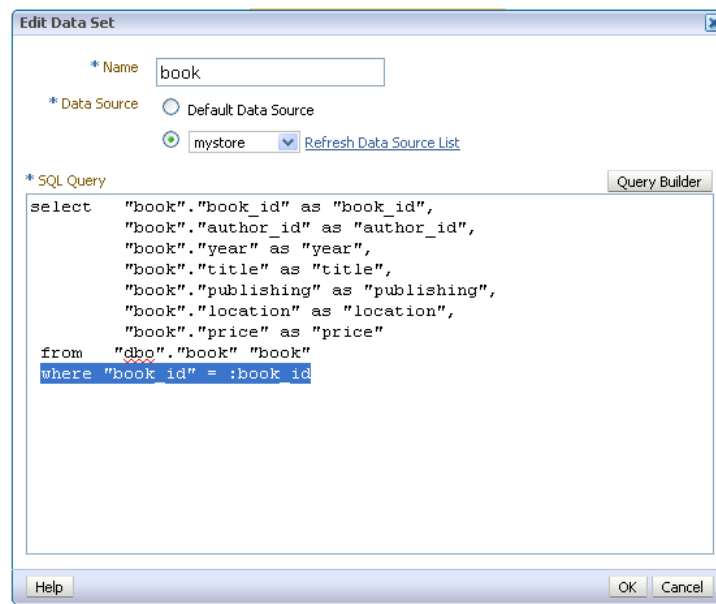 Edit Data Set
* Name book
* Data Source Default Data Source
mystore Refresh Data Source List
* SQL Query Query Builder
select "book"."book_id" as "book_id",
"book"."author_id" as "author_id",
"book"."year" as "year",
"book"."title" as "title",
"book"."publishing" as "publishing",
"book"."location" as "location",
"book"."price" as "price"
from "dbo"."book" "book"
where "book_id" = :book_id
Help OK Cancel